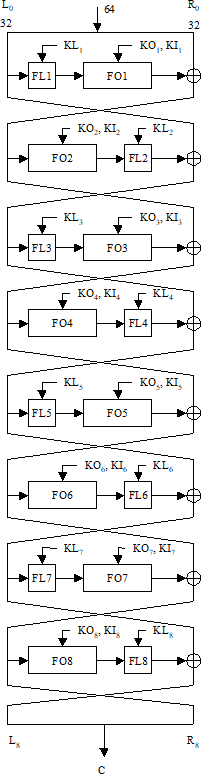 L0 64 R0
32 32
KL1 KO1, KI1
FL1 FO1
KO2, KI2 KL2
FO2 FL2
KL3 KO3, KI3
FL3 FO3
KO4, KI4 KL4
FO4 FL4
KL5 KO5, KI5
FL5 FO5
KO6, KI6 KL6
FO6 FL6
KL7 KO7, KI7
FL7 FO7
KO8, KI8 KL8
FO8 FL8
L8 R8
C